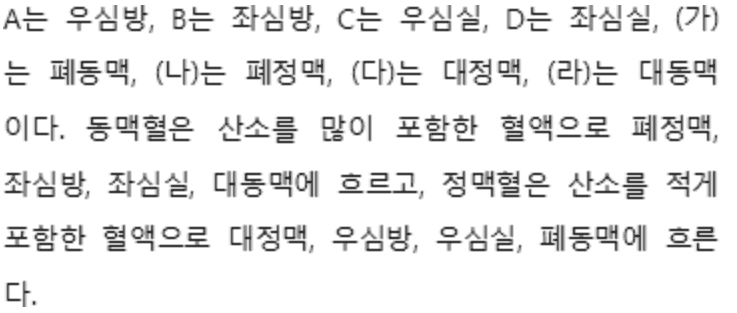 A는 우심방, B는 좌심방, C는 우심실, D는 좌심실, (가)
는 폐동맥, (나)는 폐정맥, (다)는 대정맥, (라)는 대동맥
이다. 동맥혈은 산소를 많이 포함한 혈액으로 폐정맥,
좌심방, 좌심실, 대동맥에 흐르고, 정맥혈은 산소를 적게
포함한 혈액으로 대정맥, 우심방, 우심실, 폐동맥에 흐른
다.